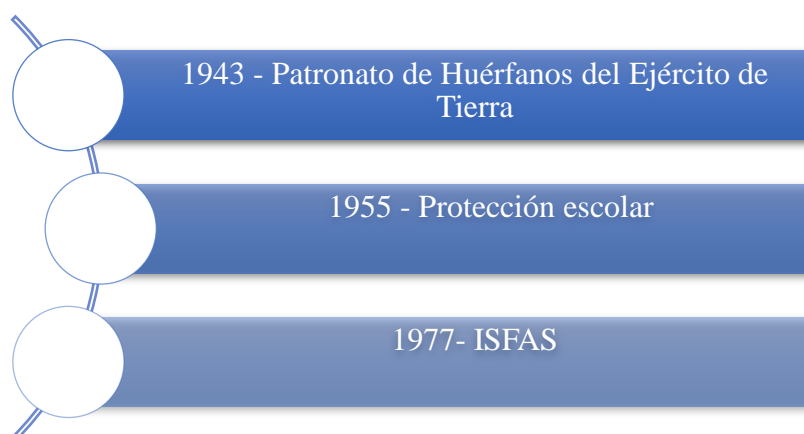 1943 - Patronato de Huérfanos del Ejército de
Tierra
1955 - Protección escolar
1977- ISFAS